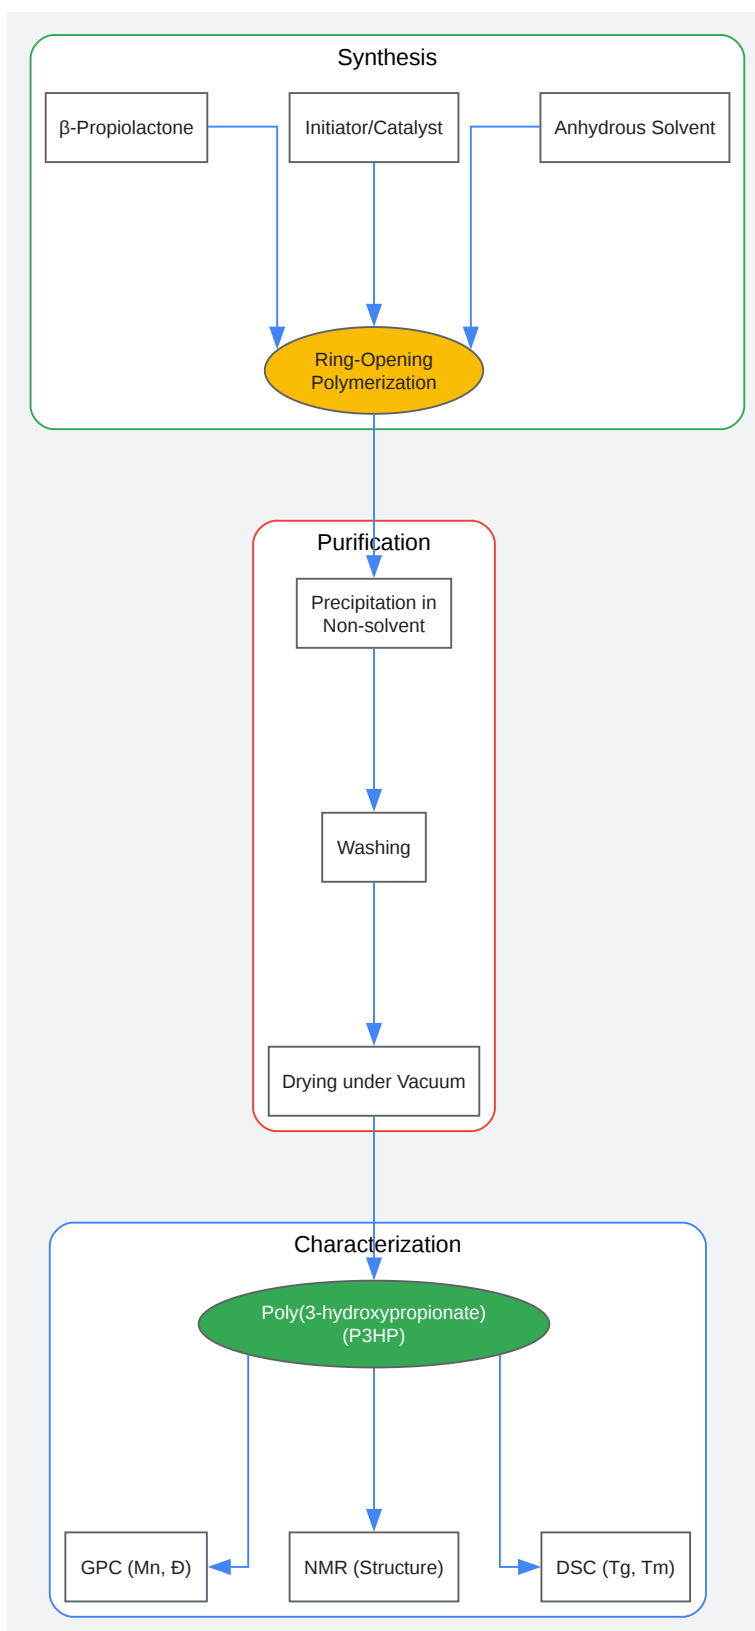 Synthesis
β-Propiolactone
Initiator/Catalyst
Anhydrous Solvent
Ring-Opening
Polymerization
Purification
Precipitation in
Non-solvent
Washing
Drying under Vacuum
Characterization
Poly(3-hydroxypropionate)
(P3HP)
GPC (Mn, Đ)
NMR (Structure)
DSC (Tg, Tm)